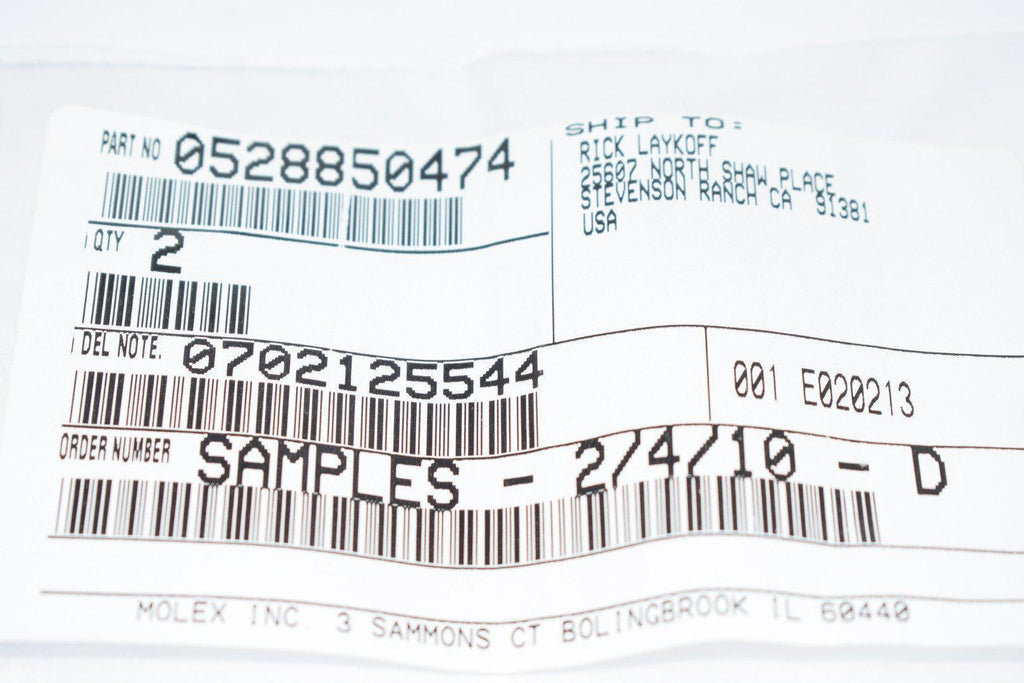 PART NO 0528850474
QTY 2
SHIP TO:
RICK LAYKOFF
25607 NORTH SHAW PLACE
STEVENSON RANCH CA 91381
USA
DEL NOTE. 0702125544
001 E020213
ORDER NUMBER SAMPLES - 2/4/10 - D
MOLEX INC. 3 SAMMONS CT BOLINGBROOK IL 60440